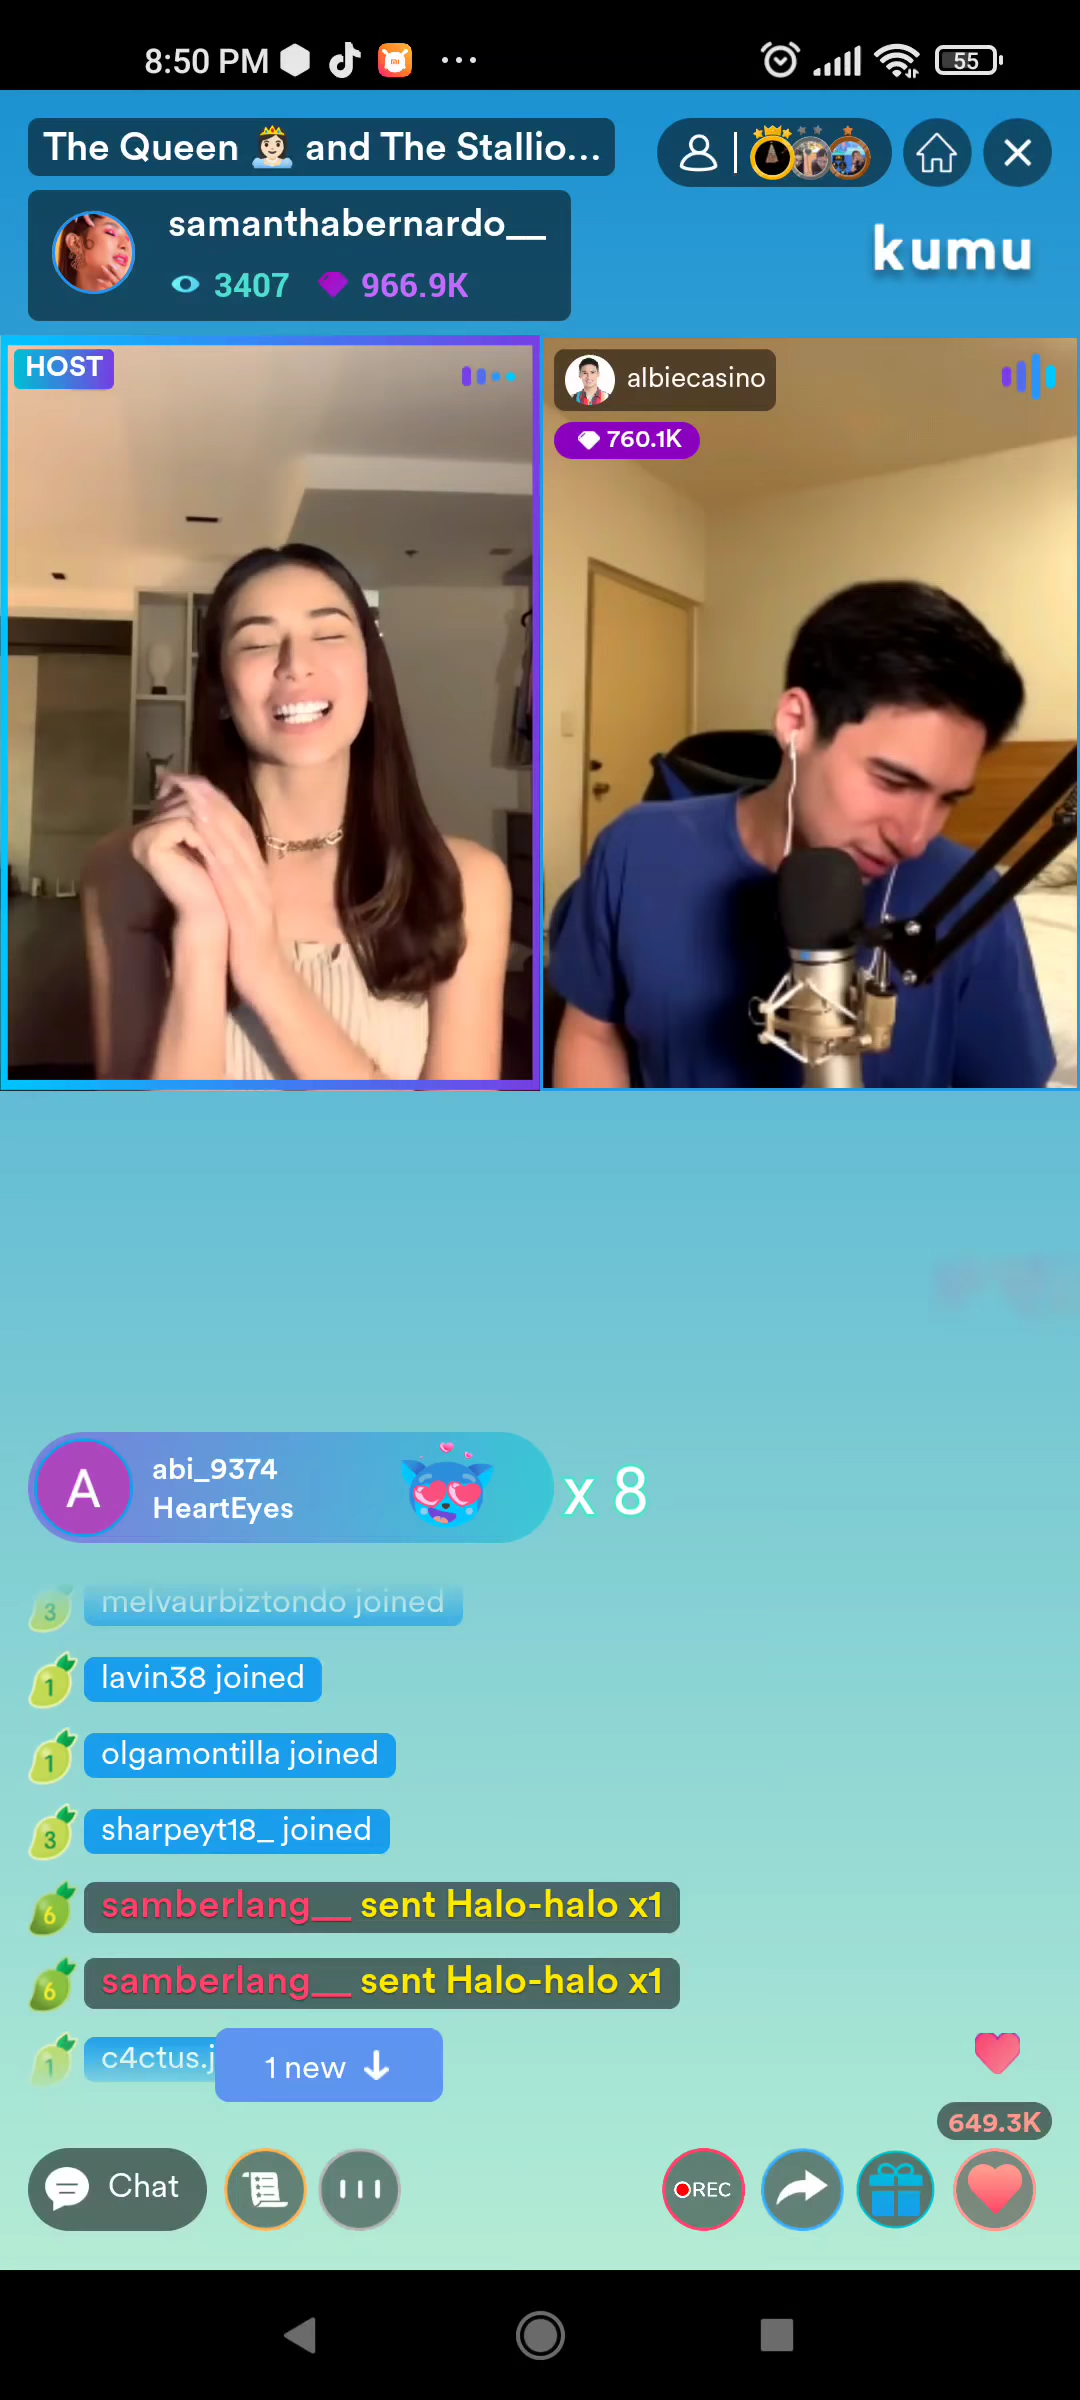 8:50 PM
55
The Queen 👸🏻 and The Stallio...
samanthabernardo__
3407 966.9K
kumu
HOST
albiecasino
760.1K
A
abi_9374
HeartEyes
x 8
3 melvaurbiztondo joined
1 lavin38 joined
1 olgamontilla joined
3 sharpeyt18_ joined
6 samberlang__ sent Halo-halo x1
6 samberlang__ sent Halo-halo x1
1 c4ctus.j
1 new
649.3K
Chat
REC